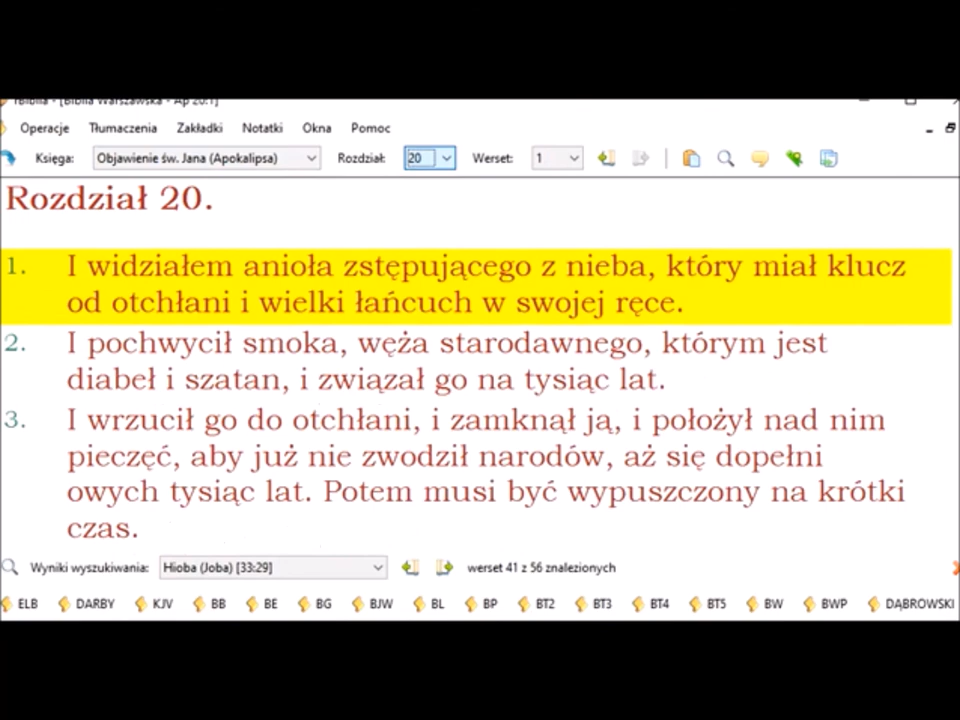 rBiblia - [Biblia Warszawska - Ap 20:1]
Operacje Tłumaczenia Zakładki Notatki Okna Pomoc
Księga: Objawienie św. Jana (Apokalipsa) Rozdział: 20 Werset: 1
Rozdział 20.
1. I widziałem anioła zstępującego z nieba, który miał klucz
od otchłani i wielki łańcuch w swojej ręce.
2. I pochwycił smoka, węża starodawnego, którym jest
diabeł i szatan, i związał go na tysiąc lat.
3. I wrzucił go do otchłani, i zamknął ją, i położył nad nim
pieczęć, aby już nie zwodził narodów, aż się dopełni
owych tysiąc lat. Potem musi być wypuszczony na krótki
czas.
Wyniki wyszukiwania: Hioba (Joba) [33:29] werset 41 z 56 znalezionych
ELB DARBY KJV BB BE BG BJW BL BP BT2 BT3 BT4 BT5 BW BWP DĄBROWSKI